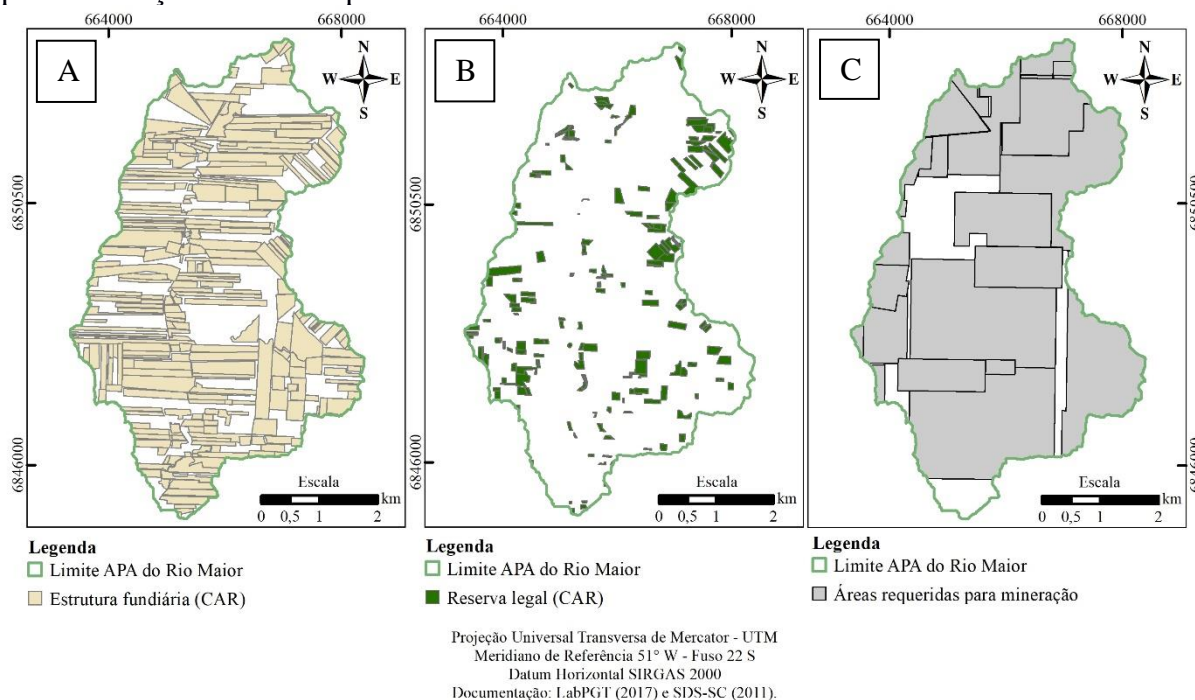 664000 668000
664000 668000
664000 668000
A
N
W E
S
B
N
W E
S
C
N
W E
S
6850500
6850500
6850500
6846000
6846000
6846000
Escala
km
0 0,5 1 2
Escala
km
0 0,5 1 2
Escala
km
0 0,5 1 2
Legenda
Limite APA do Rio Maior
Estrutura fundiária (CAR)
Legenda
Limite APA do Rio Maior
Reserva legal (CAR)
Legenda
Limite APA do Rio Maior
Áreas requeridas para mineração
Projeção Universal Transversa de Mercator - UTM
Meridiano de Referência 51° W - Fuso 22 S
Datum Horizontal SIRGAS 2000
Documentação: LabPGT (2017) e SDS-SC (2011).